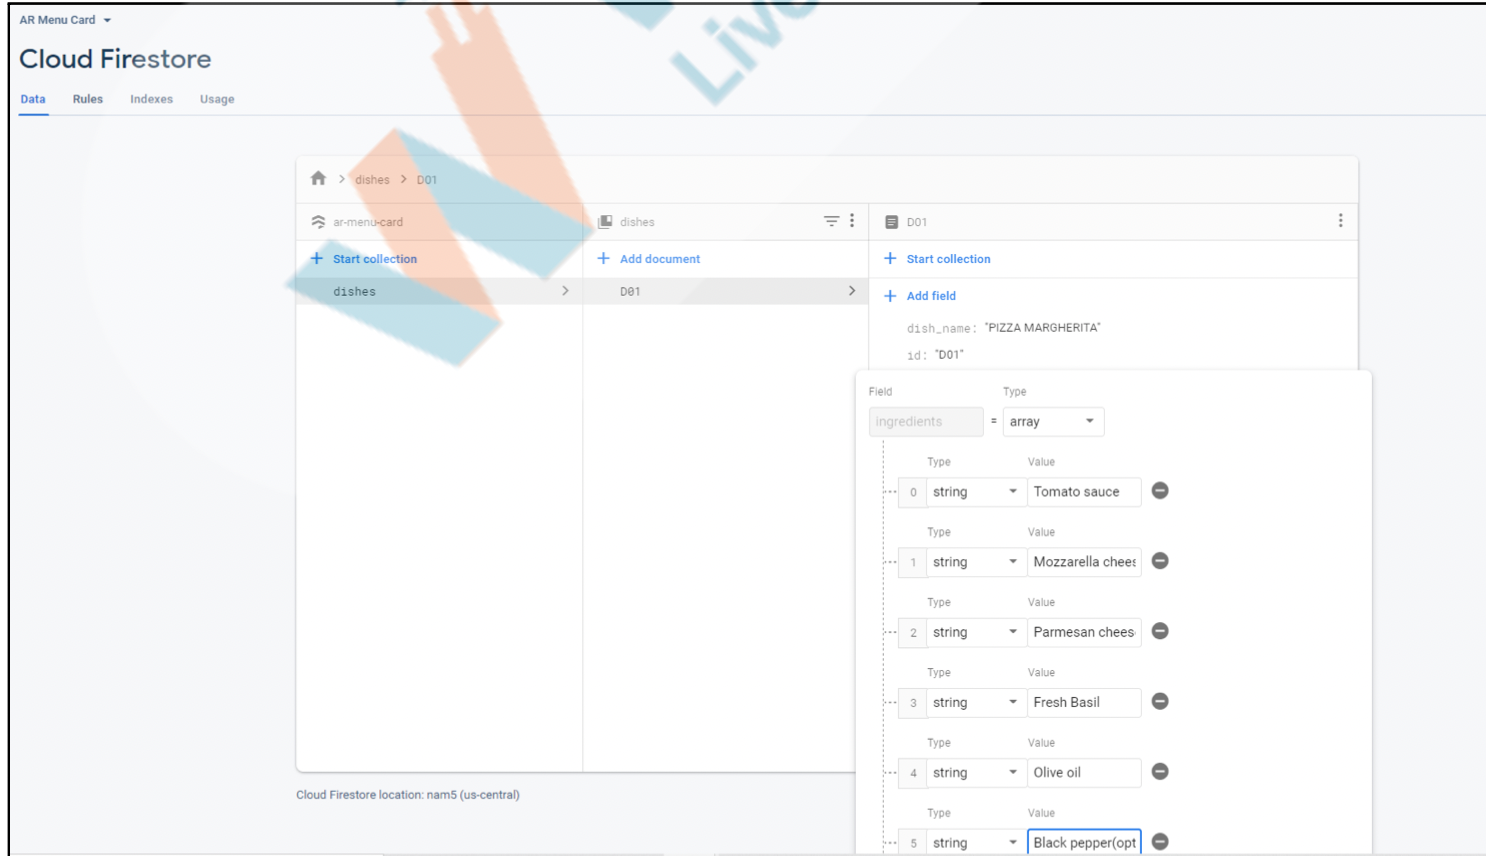 AR Menu Card
Live
Cloud Firestore
Data Rules Indexes Usage
dishes D01
ar-menu-card
dishes
D01
Start collection
Add document
Start collection
dishes
D01
Add field
dish_name: "PIZZA MARGHERITA"
id: "D01"
Field Type
ingredients = array
Type Value
0 string Tomato sauce
Type Value
1 string Mozzarella chees
Type Value
2 string Parmesan chees
Type Value
3 string Fresh Basil
Type Value
4 string Olive oil
Type Value
5 string Black pepper(opt
Cloud Firestore location: nam5 (us-central)